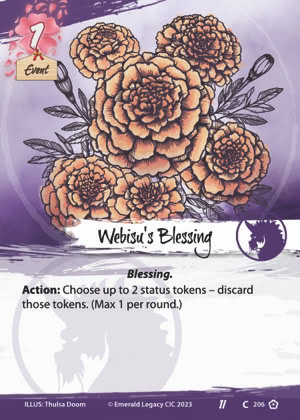 1
Event
Webisu's Blessing
Blessing.
Action: Choose up to 2 status tokens – discard
those tokens. (Max 1 per round.)
ILLUS: Thulsa Doom © Emerald Legacy CIC 2023 C 206